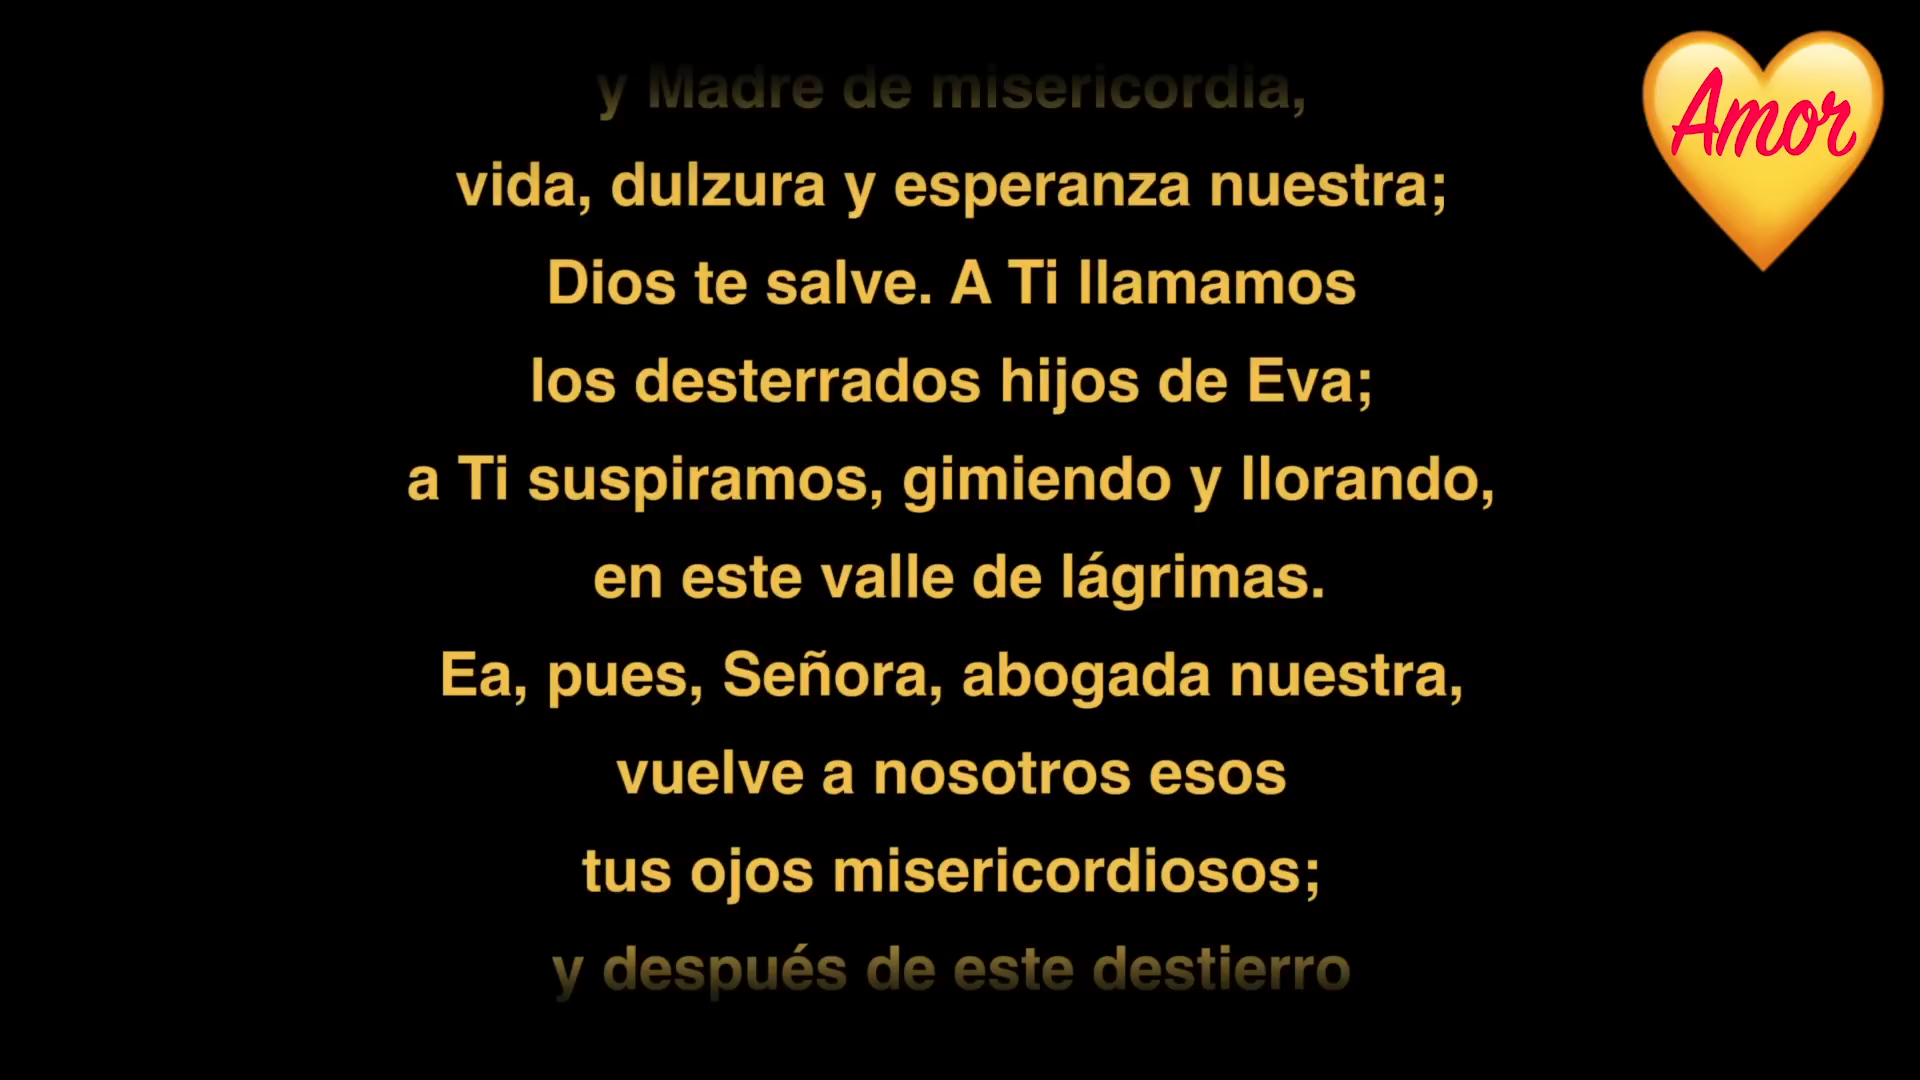 y Madre de misericordia,
vida, dulzura y esperanza nuestra;
Dios te salve. A Ti llamamos
los desterrados hijos de Eva;
a Ti suspiramos, gimiendo y llorando,
en este valle de lágrimas.
Ea, pues, Señora, abogada nuestra,
vuelve a nosotros esos
tus ojos misericordiosos;
y después de este destierro
Amor